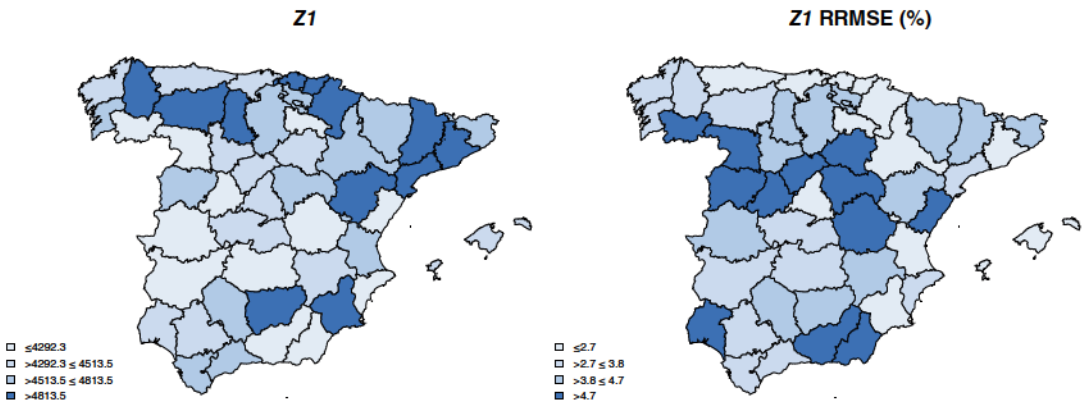 Z1
≤4292.3
>4292.3 ≤ 4513.5
>4513.5 ≤ 4813.5
>4813.5
Z1 RRMSE (%)
≤2.7
>2.7 ≤ 3.8
>3.8 ≤ 4.7
>4.7